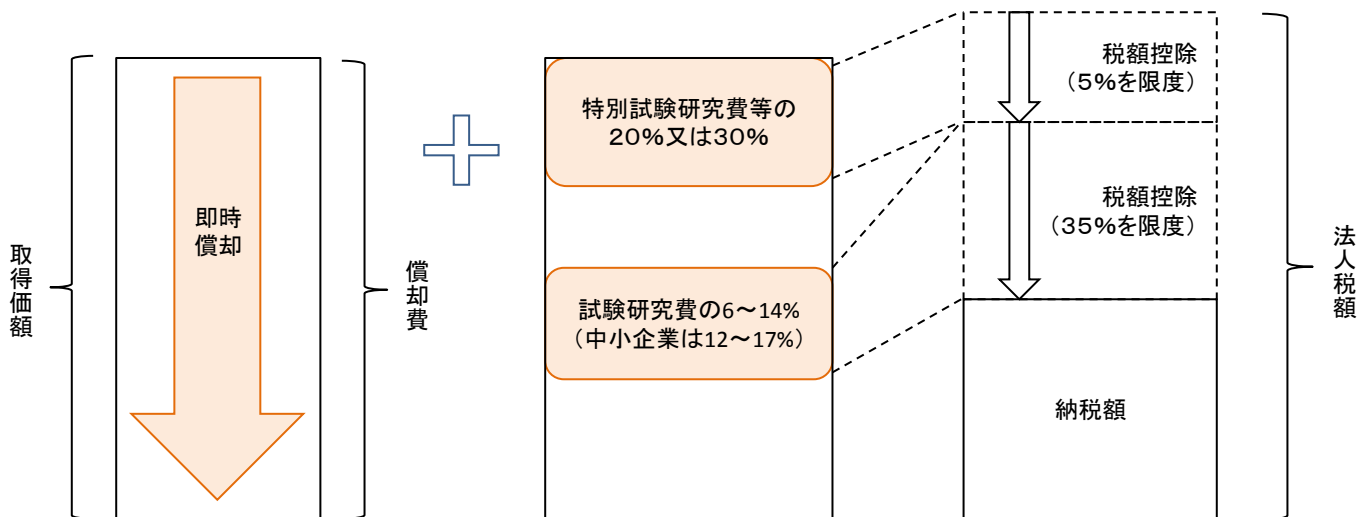 取得価額
即時
償却
償却費
特別試験研究費等の
20%又は30%
試験研究費の6～14%
（中小企業は12～17%）
税額控除
（5%を限度）
税額控除
（35%を限度）
納税額
法人税額